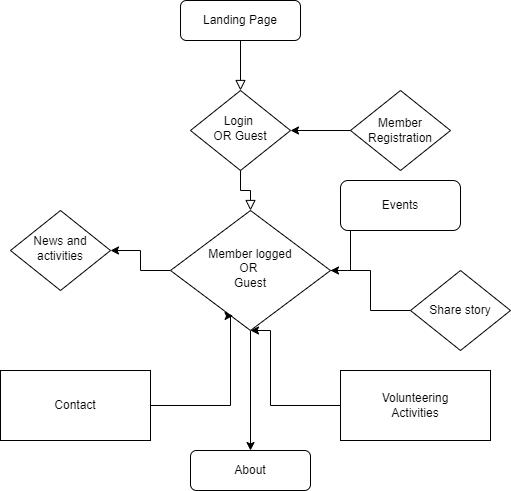 Landing Page
Login
OR Guest
Member
Registration
Events
News and
activities
Member logged
OR
Guest
Share story
Contact
Volunteering
Activities
About